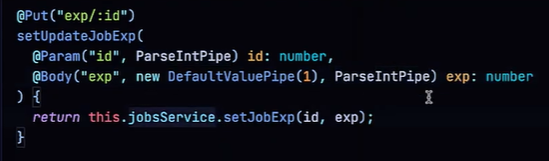 @Put("exp/:id")
setUpdateJobExp(
@Param("id", ParseIntPipe) id: number,
@Body("exp", new DefaultValuePipe(1), ParseIntPipe) exp: number
) {
return this.jobsService.setJobExp(id, exp);
}